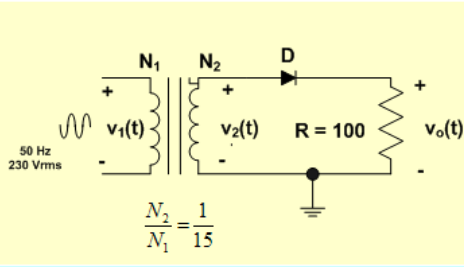 N₁ N₂ D
+ + +
v₁(t) v₂(t) R = 100 vₒ(t)
50 Hz
230 Vrms
- - -
N₂/N₁ = 1/15